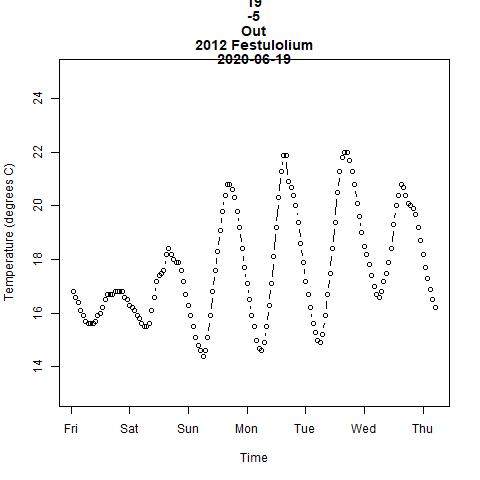 19
-5
Out
2012 Festulolium
2020-06-19
Temperature (degrees C)
24
22
20
18
16
14
Fri Sat Sun Mon Tue Wed Thu
Time